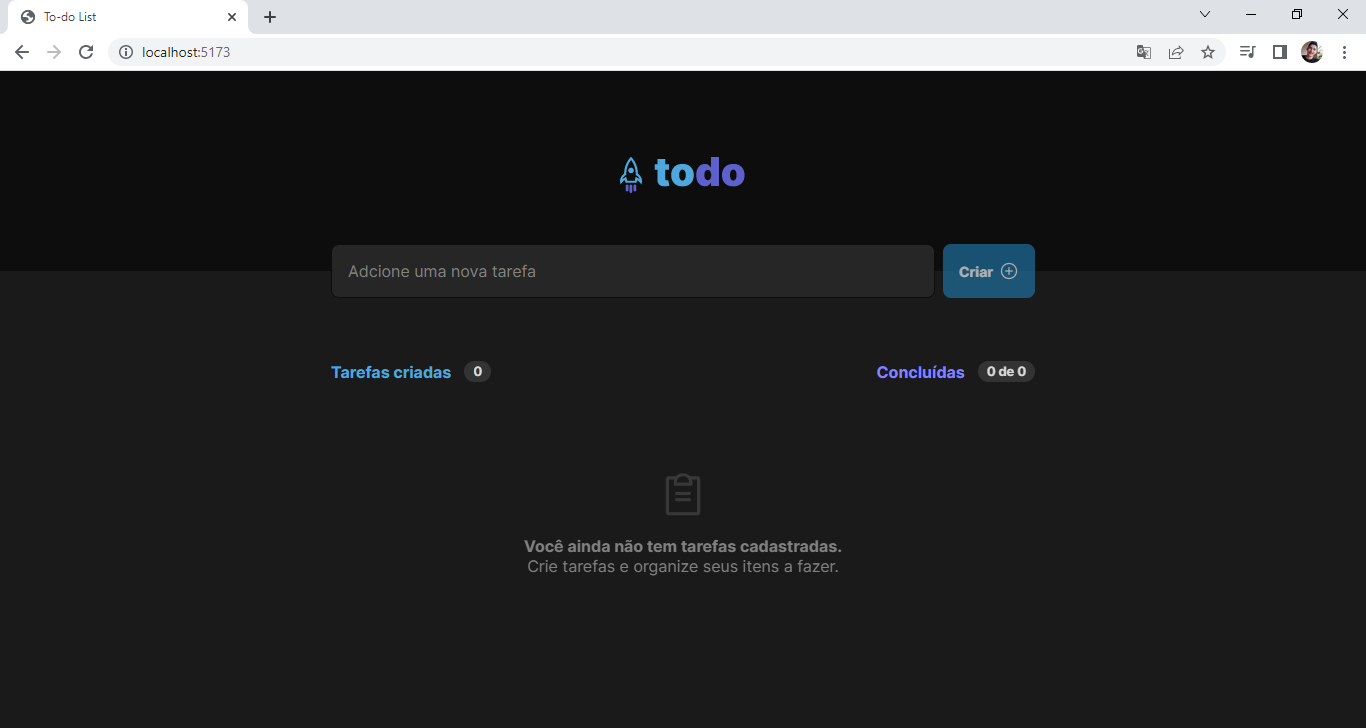 To-do List
localhost:5173
todo
Adcione uma nova tarefa
Criar
Tarefas criadas 0
Concluídas 0 de 0
Você ainda não tem tarefas cadastradas.
Crie tarefas e organize seus itens a fazer.